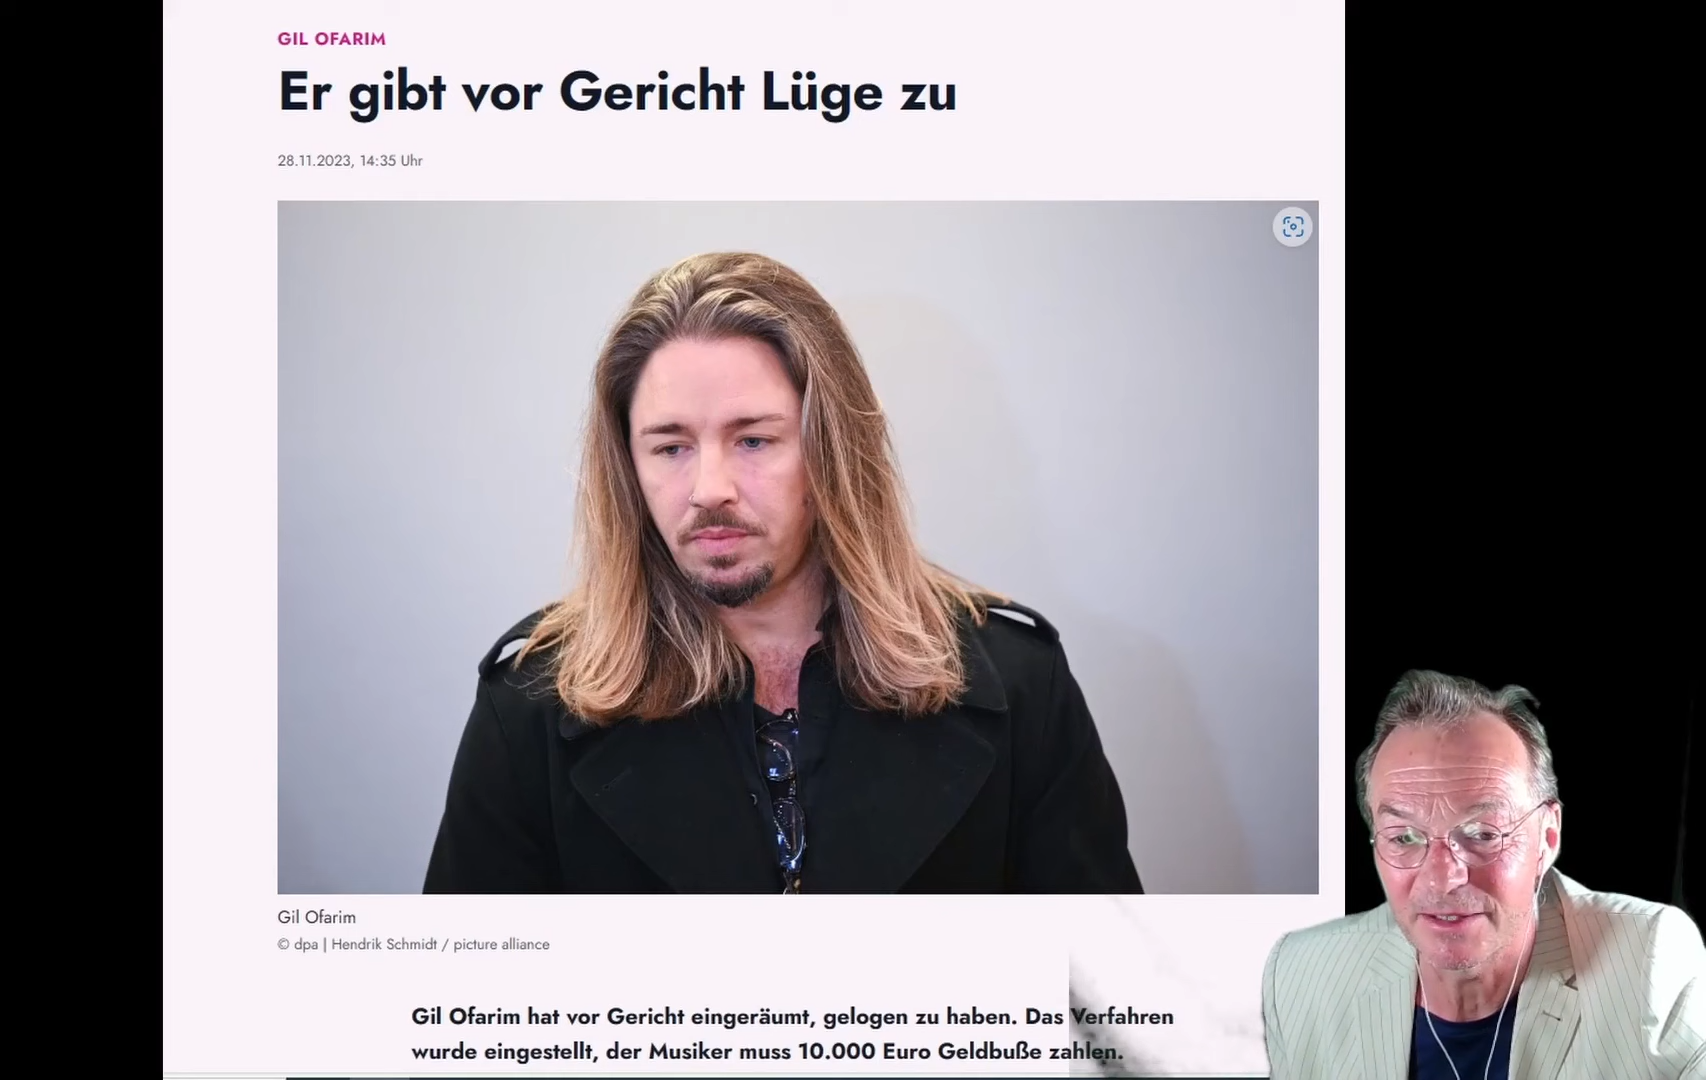 GIL OFARIM
Er gibt vor Gericht Lüge zu
28.11.2023, 14:35 Uhr
Gil Ofarim
© dpa | Hendrik Schmidt / picture alliance
Gil Ofarim hat vor Gericht eingeräumt, gelogen zu haben. Das Verfahren
wurde eingestellt, der Musiker muss 10.000 Euro Geldbuße zahlen.